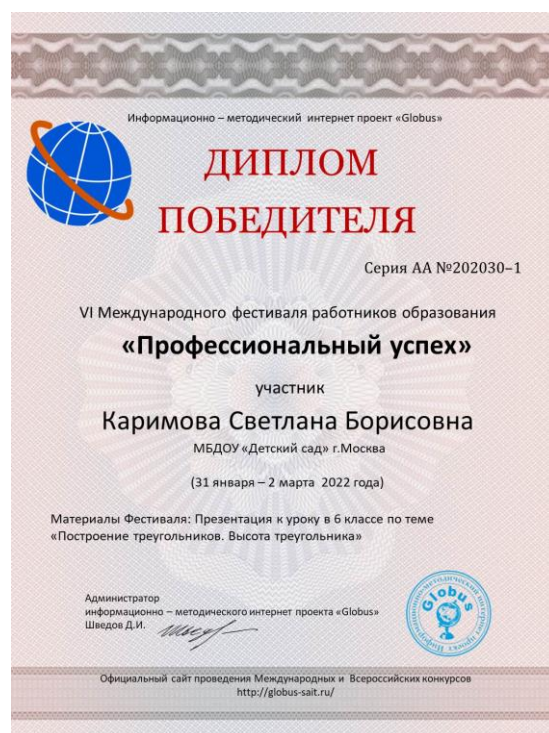 Информационно – методический интернет проект «Globus»
ДИПЛОМ
ПОБЕДИТЕЛЯ
Серия АА №202030–1
VI Международного фестиваля работников образования
«Профессиональный успех»
участник
Каримова Светлана Борисовна
МБДОУ «Детский сад» г.Москва
(31 января – 2 марта 2022 года)
Материалы Фестиваля: Презентация к уроку в 6 классе по теме
«Построение треугольников. Высота треугольника»
Администратор
информационно – методического интернет проекта «Globus»
Шведов Д.И.
Globus
Официальный сайт проведения Международных и Всероссийских конкурсов
http://globus-sait.ru/